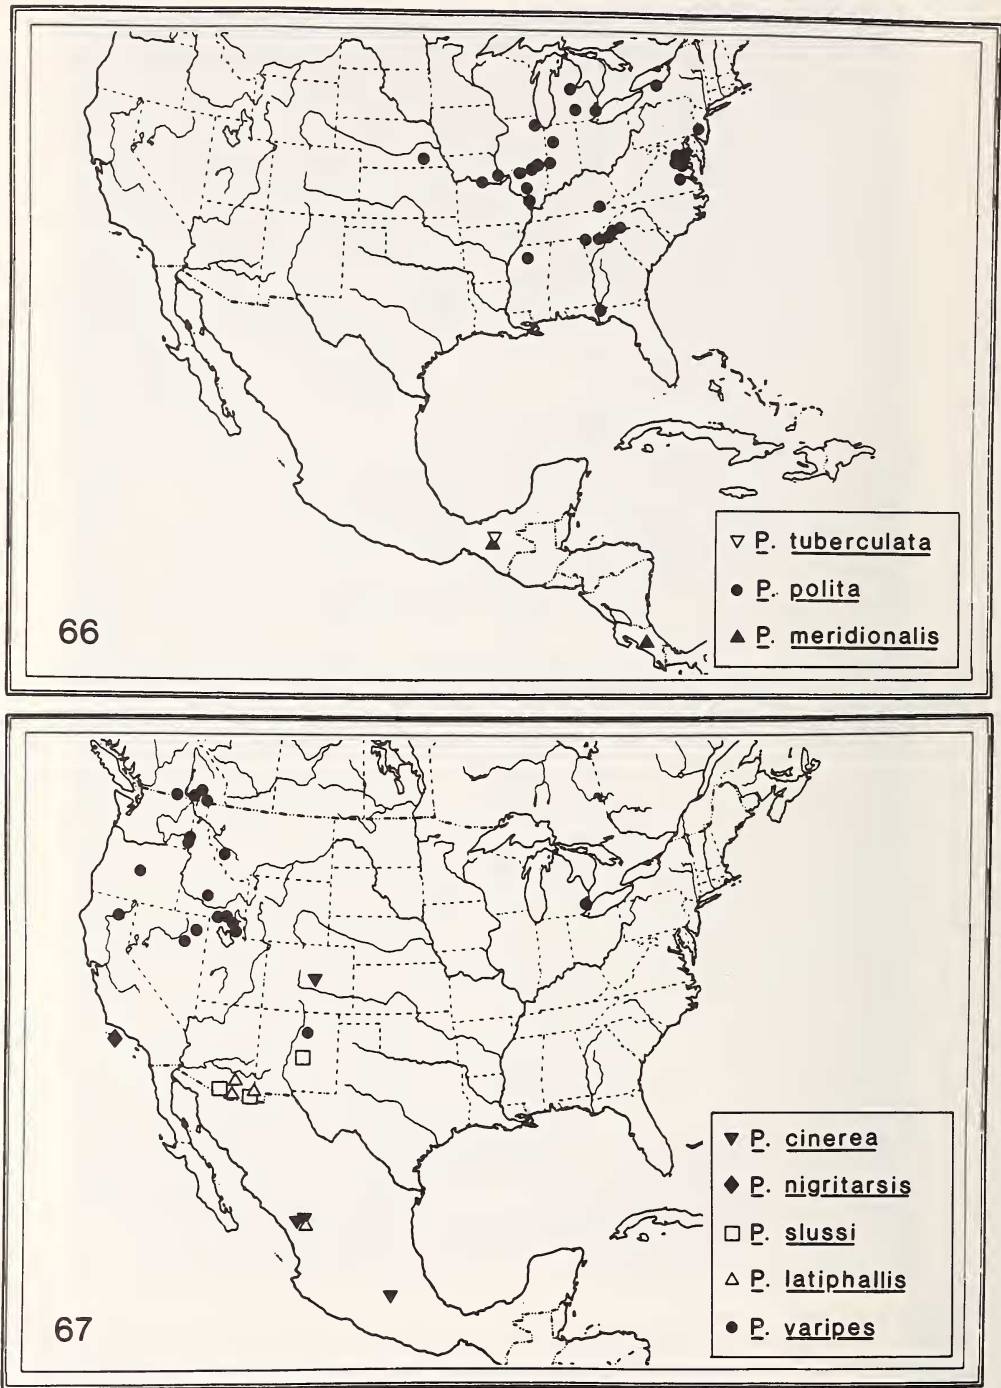 P. tuberculata
P. polita
P. meridionalis
66
P. cinerea
P. nigritarsis
P. slussi
P. latiphallis
P. varipes
67